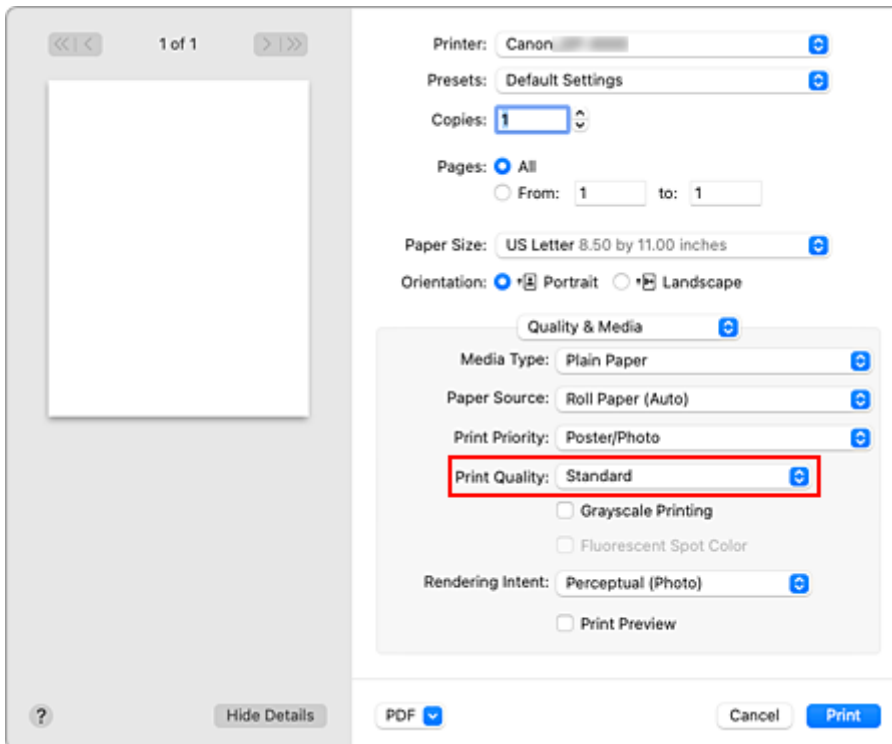 1 of 1
Printer: Canon
Presets: Default Settings
Copies: 1
Pages: All
From: 1 to: 1
Paper Size: US Letter 8.50 by 11.00 inches
Orientation: Portrait Landscape
Quality & Media
Media Type: Plain Paper
Paper Source: Roll Paper (Auto)
Print Priority: Poster/Photo
Print Quality: Standard
Grayscale Printing
Fluorescent Spot Color
Rendering Intent: Perceptual (Photo)
Print Preview
? Hide Details PDF Cancel Print